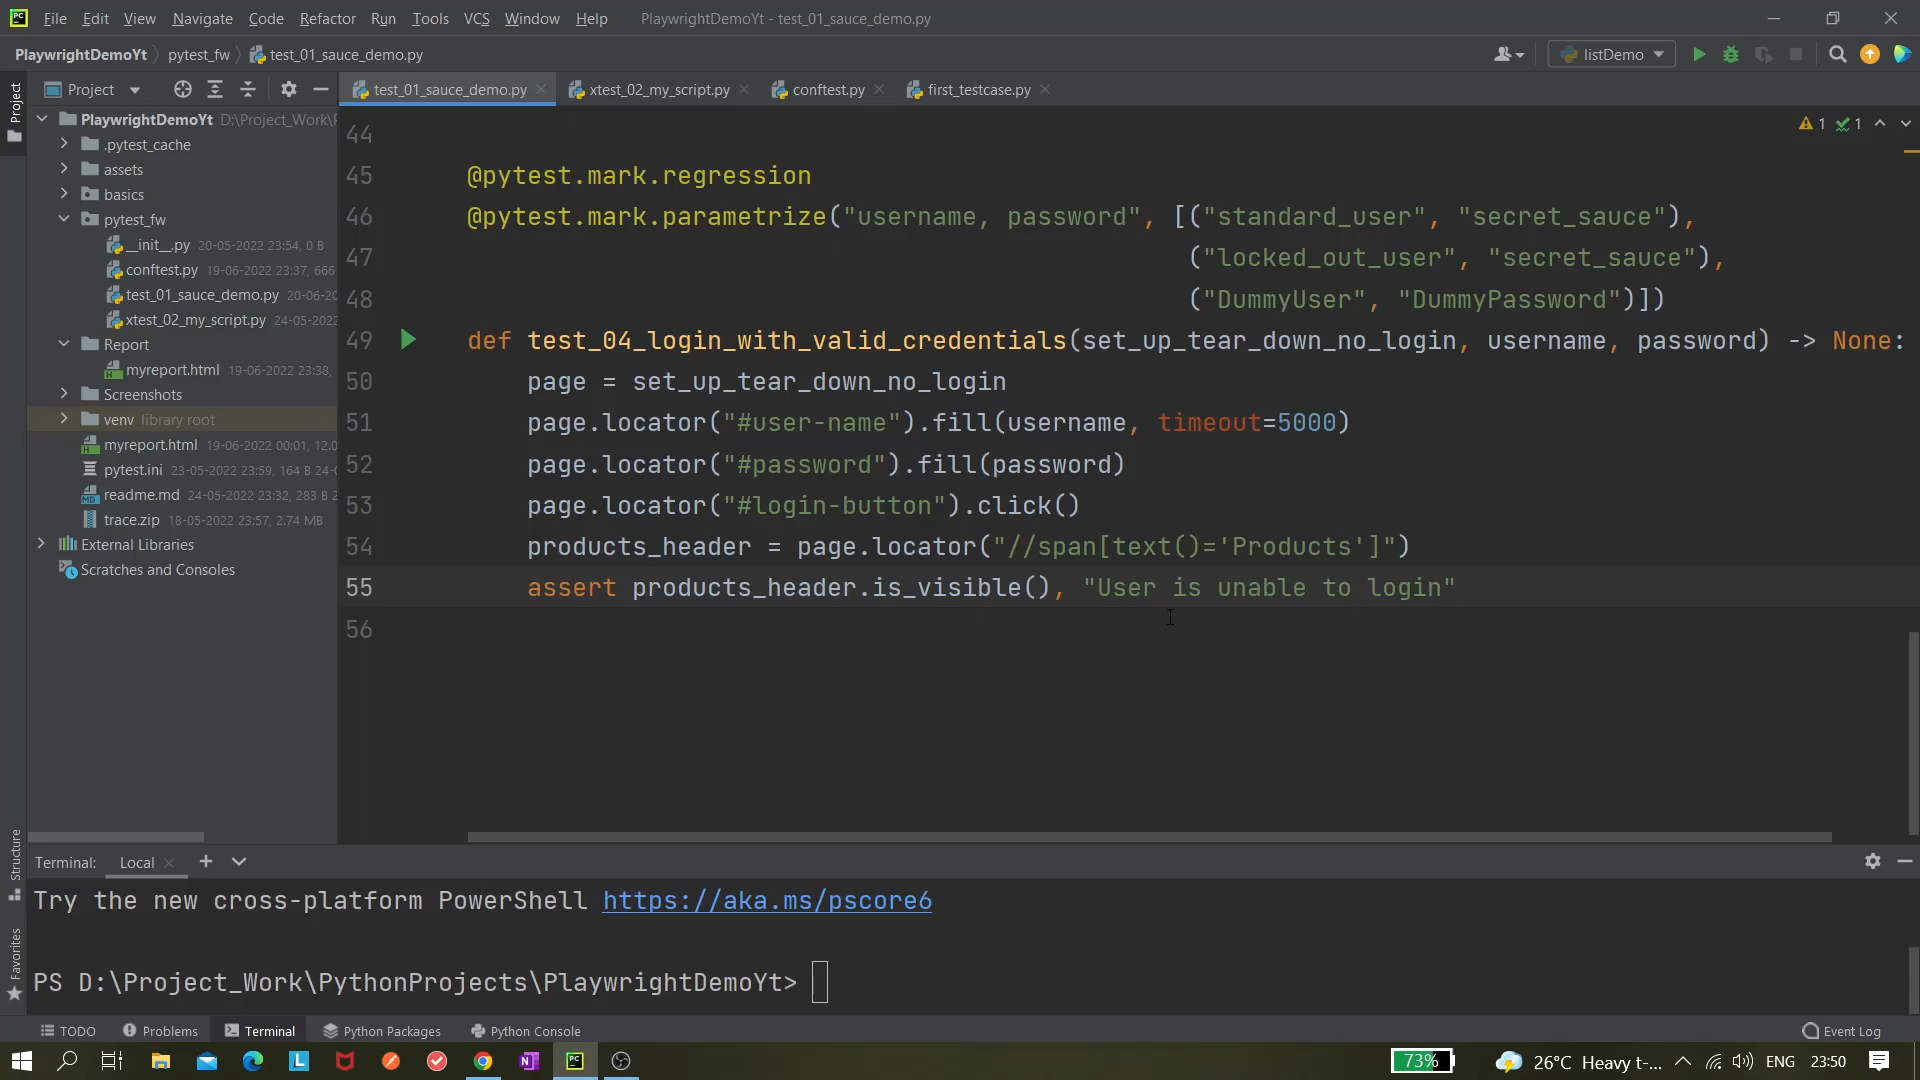 PC File Edit View Navigate Code Refactor Run Tools VCS Window Help PlaywrightDemoYt - test_01_sauce_demo.py
PlaywrightDemoYt pytest_fw test_01_sauce_demo.py listDemo
Project test_01_sauce_demo.py xtest_02_my_script.py conftest.py first_testcase.py
Project
PlaywrightDemoYt D:\Project_Work\
.pytest_cache
assets
basics
pytest_fw
__init__.py 20-05-2022 23:54, 0 B
conftest.py 19-06-2022 23:37, 666
test_01_sauce_demo.py 20-06-20
xtest_02_my_script.py 24-05-2022
Report
myreport.html 19-06-2022 23:38,
Screenshots
venv library root
myreport.html 19-06-2022 00:01, 12.0
pytest.ini 23-05-2022 23:59, 164 B 24-0
readme.md 24-05-2022 23:32, 283 B 2
trace.zip 18-05-2022 23:57, 2.74 MB
External Libraries
Scratches and Consoles
1 1
44
45 @pytest.mark.regression
46 @pytest.mark.parametrize("username, password", [("standard_user", "secret_sauce"),
47 ("locked_out_user", "secret_sauce"),
48 ("DummyUser", "DummyPassword")])
49 def test_04_login_with_valid_credentials(set_up_tear_down_no_login, username, password) -> None:
50 page = set_up_tear_down_no_login
51 page.locator("#user-name").fill(username, timeout=5000)
52 page.locator("#password").fill(password)
53 page.locator("#login-button").click()
54 products_header = page.locator("//span[text()='Products']")
55 assert products_header.is_visible(), "User is unable to login"
56
Structure
Favorites
Terminal: Local
Try the new cross-platform PowerShell https://aka.ms/pscore6
PS D:\Project_Work\PythonProjects\PlaywrightDemoYt>
TODO Problems Terminal Python Packages Python Console Event Log
L N PC 73% 26°C Heavy t-... ENG 23:50